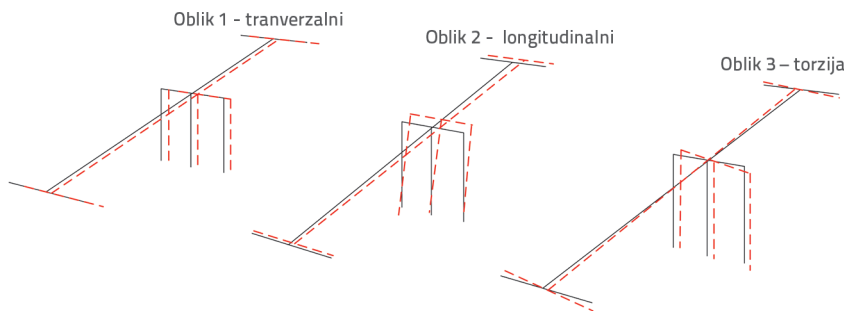 Oblik 1 - tranverzalni
Oblik 2 - longitudinalni
Oblik 3 – torzija